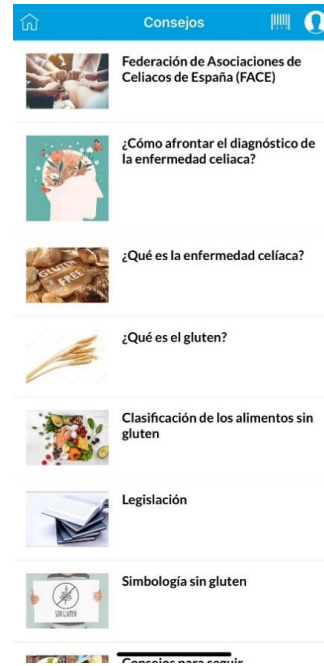 Consejos
Federación de Asociaciones de
Celiacos de España (FACE)
¿Cómo afrontar el diagnóstico de
la enfermedad celiaca?
GLUTEN
FREE
¿Qué es la enfermedad celíaca?
¿Qué es el gluten?
Clasificación de los alimentos sin
gluten
Legislación
SIN GLUTEN
Simbología sin gluten
Consejos para seguir